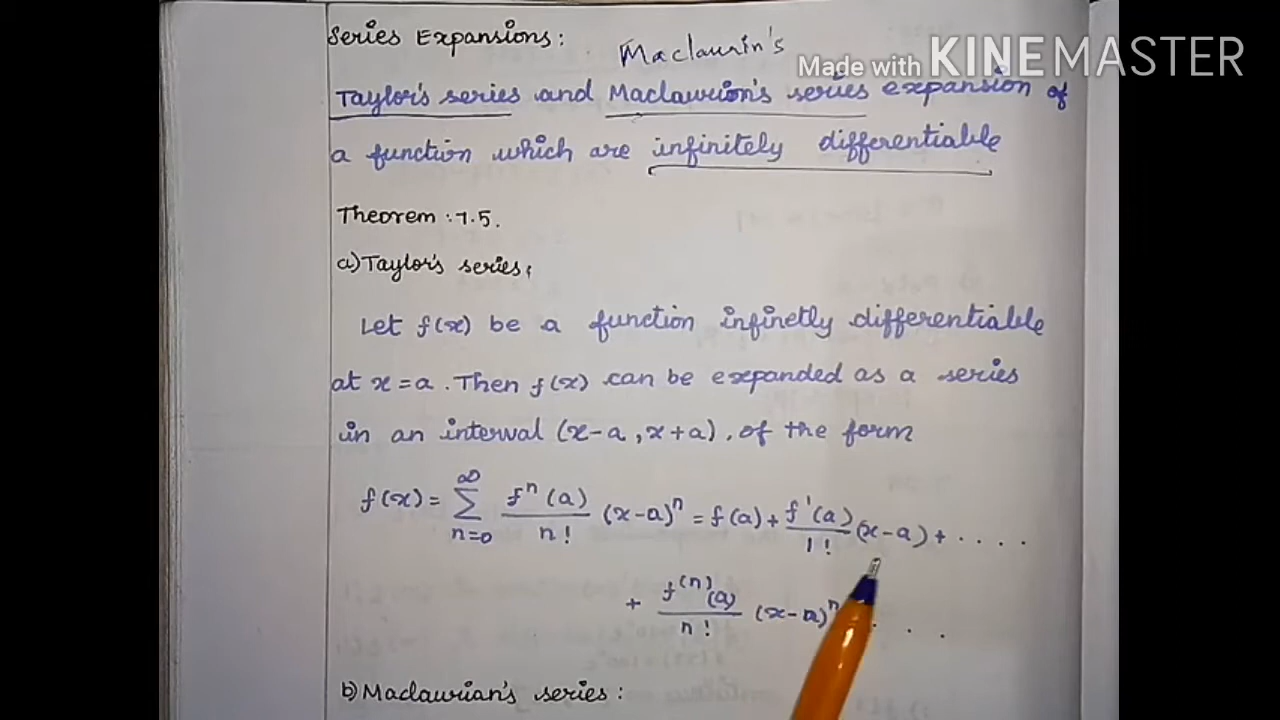 Series Expansions:
Maclaurin's
Made with KINEMASTER
Taylor's series and Maclaurion's series expansion of
a function which are infinitely differentiable
Theorem :7.5.
a) Taylor's series:
Let f(x) be a function infinetly differentiable
at x=a. Then f(x) can be expanded as a series
in an interval (x-a, x+a), of the form
f(x) = ∞ Σ n=0 fⁿ(a)/n! (x-a)ⁿ = f(a) + f'(a)/1! (x-a) + ....
+ f⁽ⁿ⁾(a)/n! (x-a)ⁿ . . .
b) Maclaurian's series: